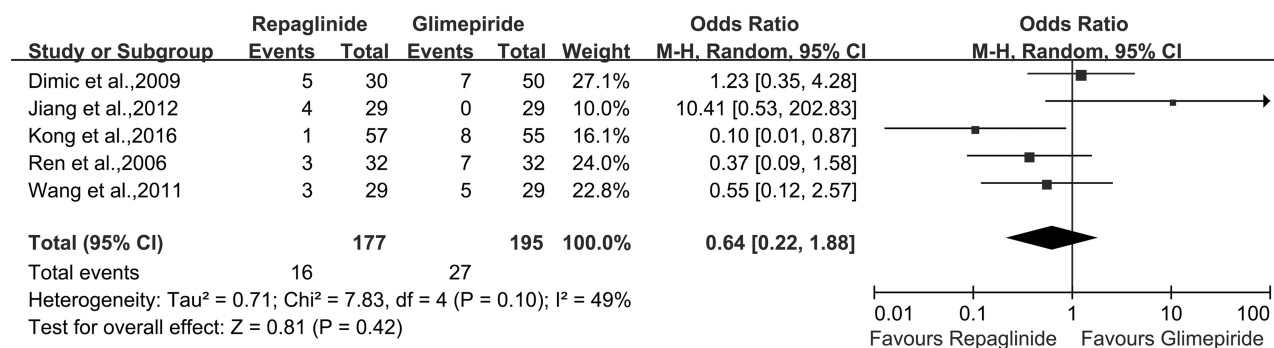 Repaglinide Glimepiride Odds Ratio Odds Ratio
Study or Subgroup Events Total Events Total Weight M-H, Random, 95% CI M-H, Random, 95% CI
Dimic et al.,2009 5 30 7 50 27.1% 1.23 [0.35, 4.28]
Jiang et al.,2012 4 29 0 29 10.0% 10.41 [0.53, 202.83]
Kong et al.,2016 1 57 8 55 16.1% 0.10 [0.01, 0.87]
Ren et al.,2006 3 32 7 32 24.0% 0.37 [0.09, 1.58]
Wang et al.,2011 3 29 5 29 22.8% 0.55 [0.12, 2.57]
Total (95% CI) 177 195 100.0% 0.64 [0.22, 1.88]
Total events 16 27
Heterogeneity: Tau² = 0.71; Chi² = 7.83, df = 4 (P = 0.10); I² = 49%
Test for overall effect: Z = 0.81 (P = 0.42)
0.01 0.1 1 10 100
Favours Repaglinide Favours Glimepiride